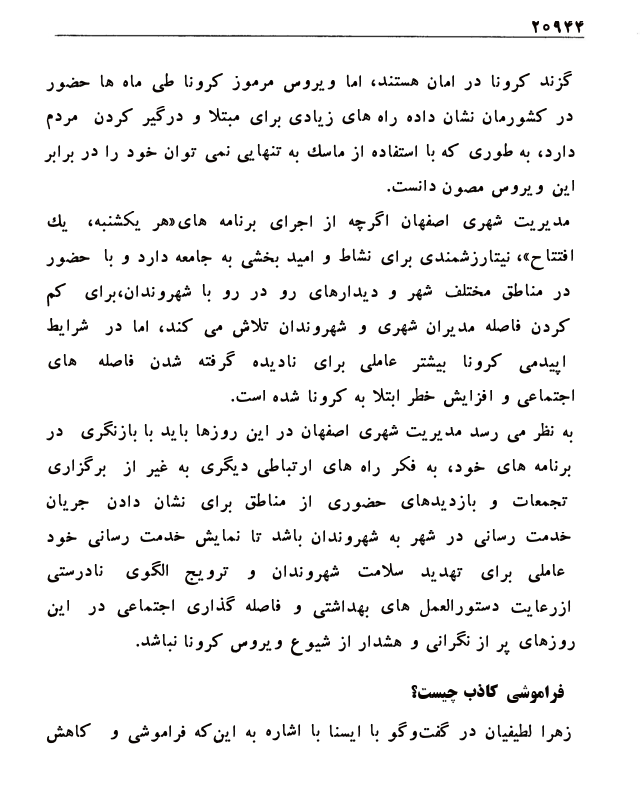 ۲۰۹۴۴
گزند کرونا در امان هستند، اما ویروس مرموز کرونا طی ماه ها حضور
در کشورمان نشان داده راه های زیادی برای مبتلا و درگیر کردن مردم
دارد، به طوری که با استفاده از ماسك به تنهایی نمی توان خود را در برابر
این ویروس مصون دانست.
مدیریت شهری اصفهان اگرچه از اجرای برنامه های«هر یکشنبه، یك
افتتاح»، نیتارزشمندی برای نشاط و امید بخشی به جامعه دارد و با حضور
در مناطق مختلف شهر و دیدارهای رو در رو با شهروندان،برای کم
کردن فاصله مدیران شهری و شهروندان تلاش می کند، اما در شرایط
اپیدمی کرونا بیشتر عاملی برای نادیده گرفته شدن فاصله های
اجتماعی و افزایش خطر ابتلا به کرونا شده است.
به نظر می رسد مدیریت شهری اصفهان در این روزها باید با بازنگری در
برنامه های خود، به فکر راه های ارتباطی دیگری به غیر از برگزاری
تجمعات و بازدیدهای حضوری از مناطق برای نشان دادن جریان
خدمت رسانی در شهر به شهروندان باشد تا نمایش خدمت رسانی خود
عاملی برای تهدید سلامت شهروندان و ترویج الگوی نادرستی
ازرعایت دستورالعمل های بهداشتی و فاصله گذاری اجتماعی در این
روزهای پر از نگرانی و هشدار از شیوع ویروس کرونا نباشد.
فراموشی کاذب چیست؟
زهرا لطیفیان در گفت‌وگو با ایسنا با اشاره به این‌که فراموشی و کاهش